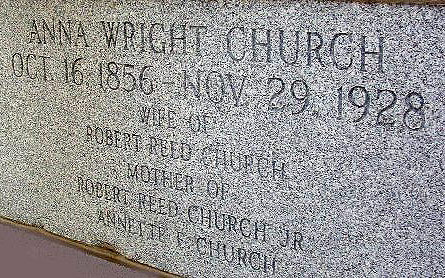 ANNA WRIGHT CHURCH
OCT. 16, 1856 - NOV. 29, 1928
WIFE OF
ROBERT REED CHURCH
MOTHER OF
ROBERT REED CHURCH JR
ANNETTE E. CHURCH